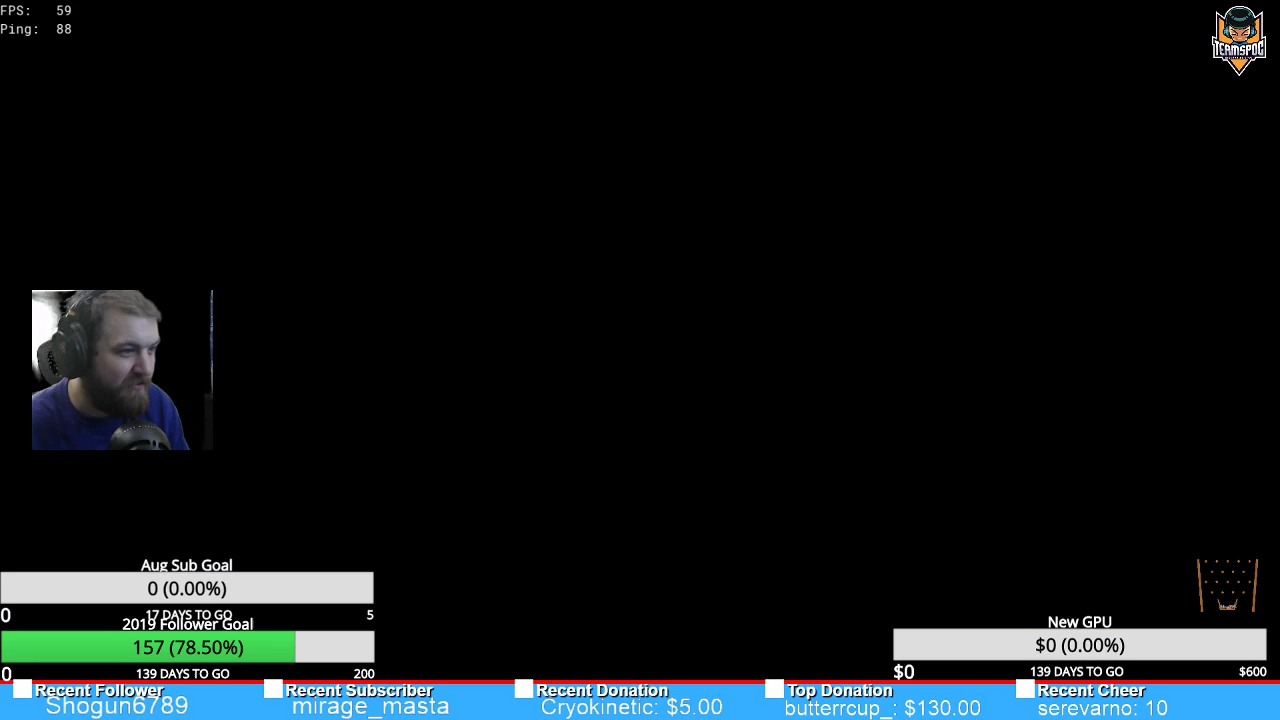 FPS: 59
Ping: 88
TEAMSPOC
Aug Sub Goal
0 (0.00%)
0 17 DAYS TO GO 5
2019 Follower Goal
157 (78.50%)
0 139 DAYS TO GO 200
New GPU
$0 (0.00%)
$0 139 DAYS TO GO $600
Recent Follower
Shogun6789
Recent Subscriber
mirage_masta
Recent Donation
Cryokinetic: $5.00
Top Donation
buttercup_: $130.00
Recent Cheer
serevarno: 10